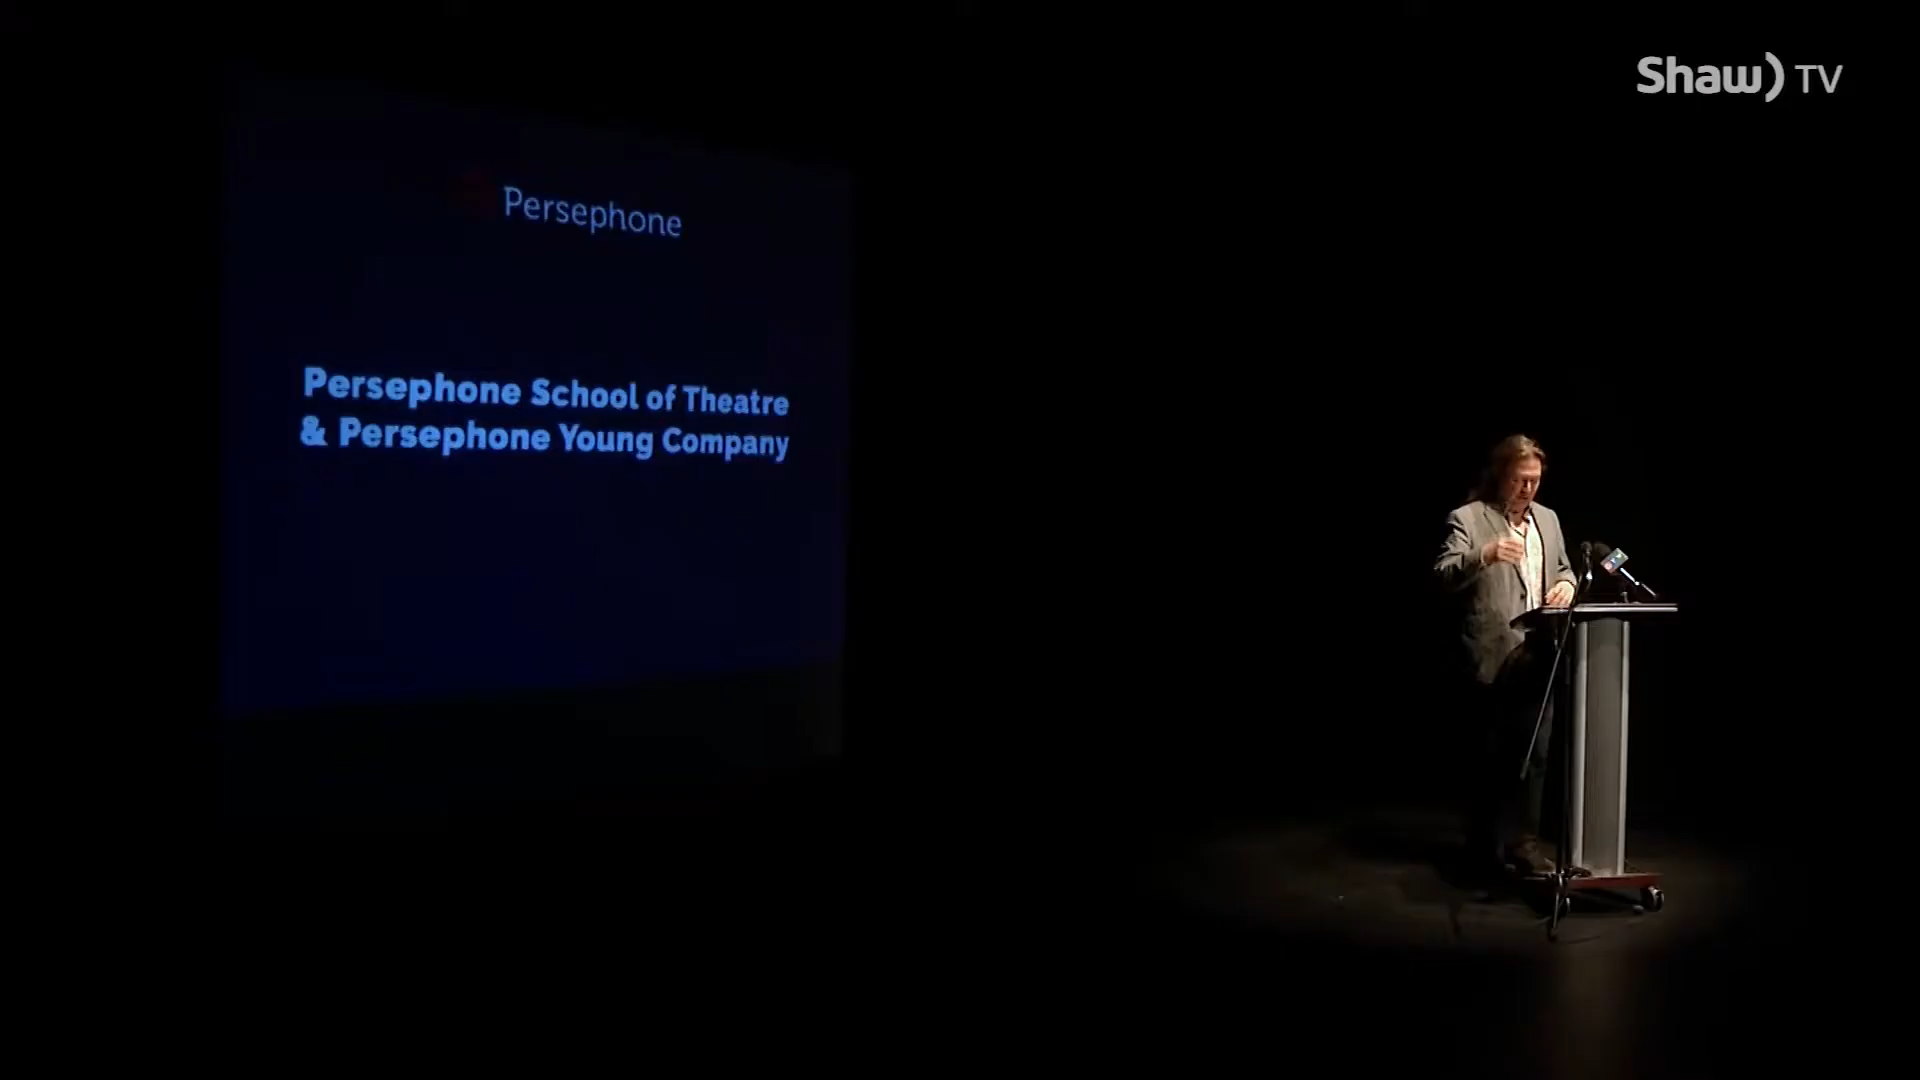 Shaw) TV
Persephone
Persephone School of Theatre
& Persephone Young Company